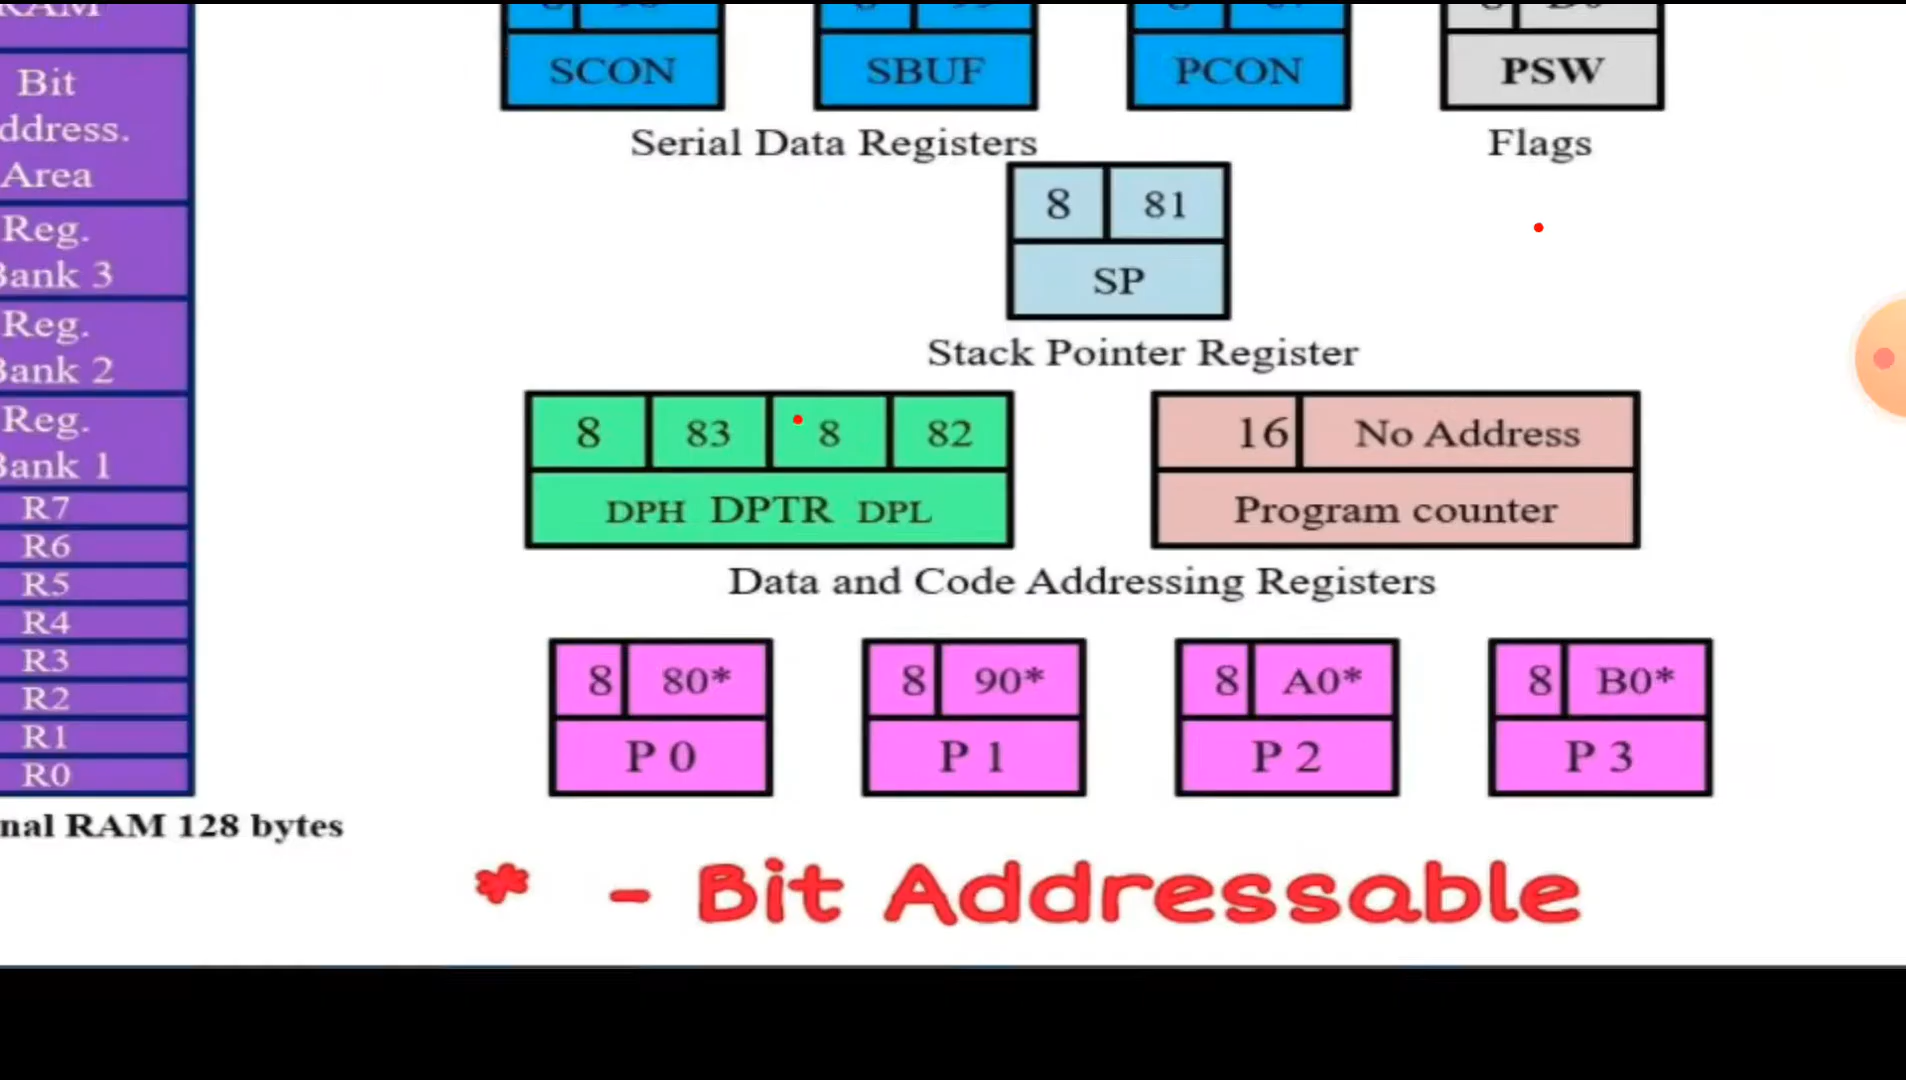 Bit
ddress.
Area
Reg.
Bank 3
Reg.
Bank 2
Reg.
Bank 1
R7
R6
R5
R4
R3
R2
R1
R0
nal RAM 128 bytes
SCON SBUF PCON PSW
Serial Data Registers Flags
8 81
SP
Stack Pointer Register
8 83 8 82
DPH DPTR DPL
16 No Address
Program counter
Data and Code Addressing Registers
8 80* 8 90* 8 A0* 8 B0*
P 0 P 1 P 2 P 3
* - Bit Addressable